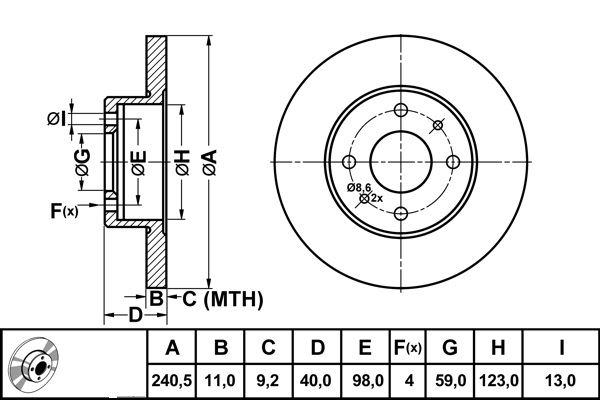 ØI
ØG
ØE
ØH
ØA
F(x)
Ø8,6
2x
B C (MTH)
D
A B C D E F(x) G H I
240,5 11,0 9,2 40,0 98,0 4 59,0 123,0 13,0